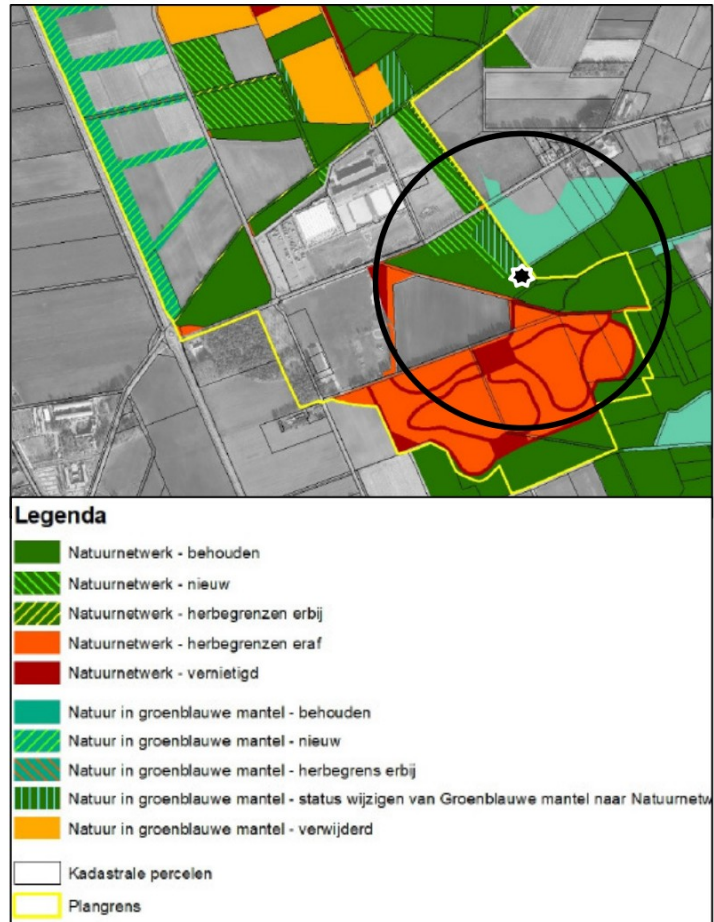 Legenda
Natuurnetwerk - behouden
Natuurnetwerk - nieuw
Natuurnetwerk - herbegrenzen erbij
Natuurnetwerk - herbegrenzen eraf
Natuurnetwerk - vernietigd
Natuur in groenblauwe mantel - behouden
Natuur in groenblauwe mantel - nieuw
Natuur in groenblauwe mantel - herbegrens erbij
Natuur in groenblauwe mantel - status wijzigen van Groenblauwe mantel naar Natuurnetw
Natuur in groenblauwe mantel - verwijderd
Kadastrale percelen
Plangrens